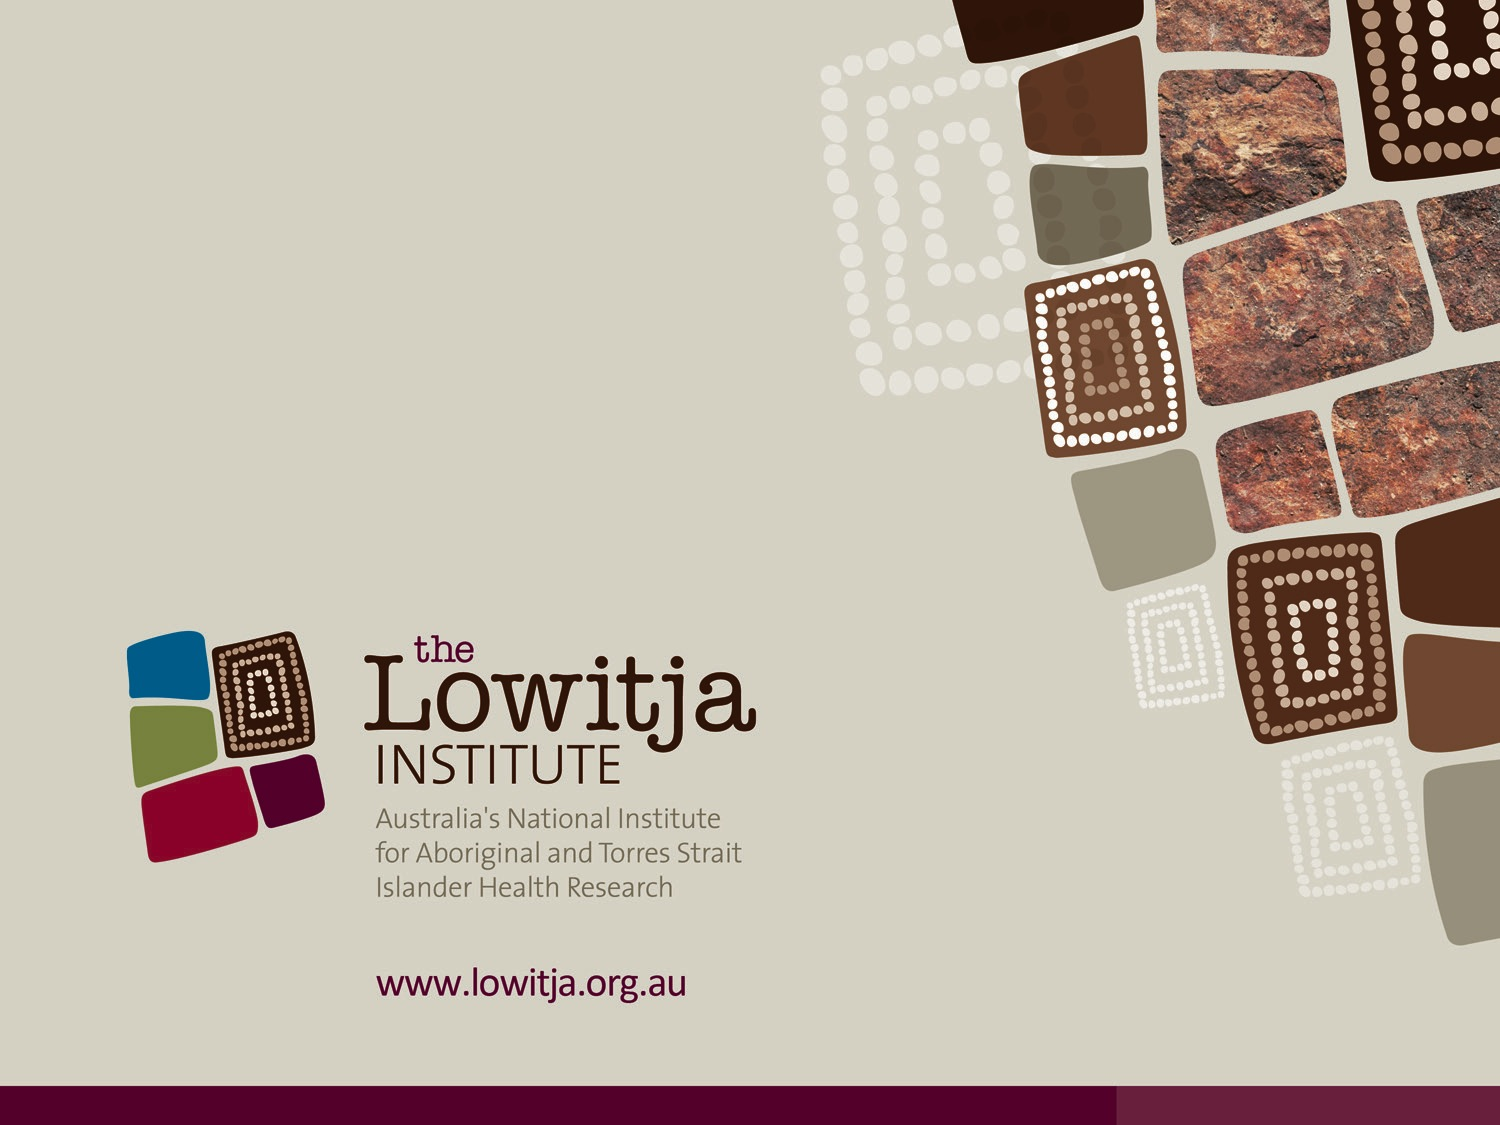 the
Lowitja
INSTITUTE
Australia's National Institute
for Aboriginal and Torres Strait
Islander Health Research
www.lowitja.org.au